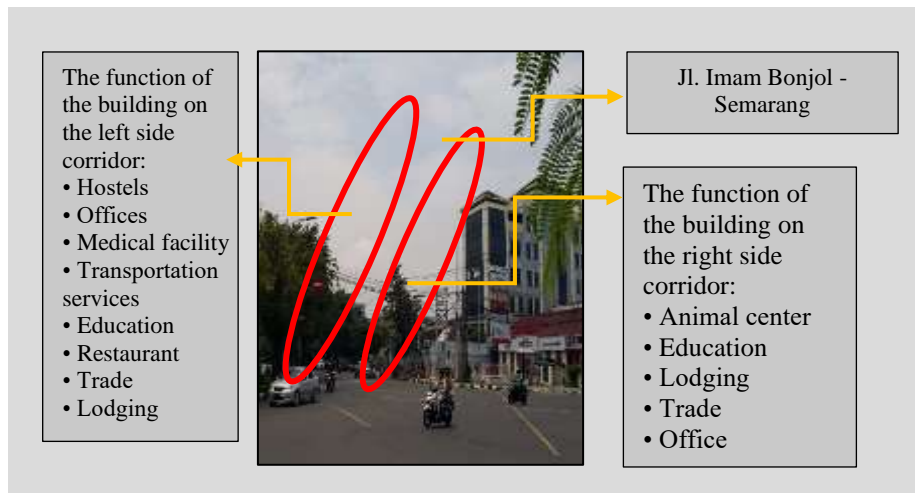 The function of
the building on
the left side
corridor:
• Hostels
• Offices
• Medical facility
• Transportation
services
• Education
• Restaurant
• Trade
• Lodging
Jl. Imam Bonjol -
Semarang
The function of
the building on
the right side
corridor:
• Animal center
• Education
• Lodging
• Trade
• Office